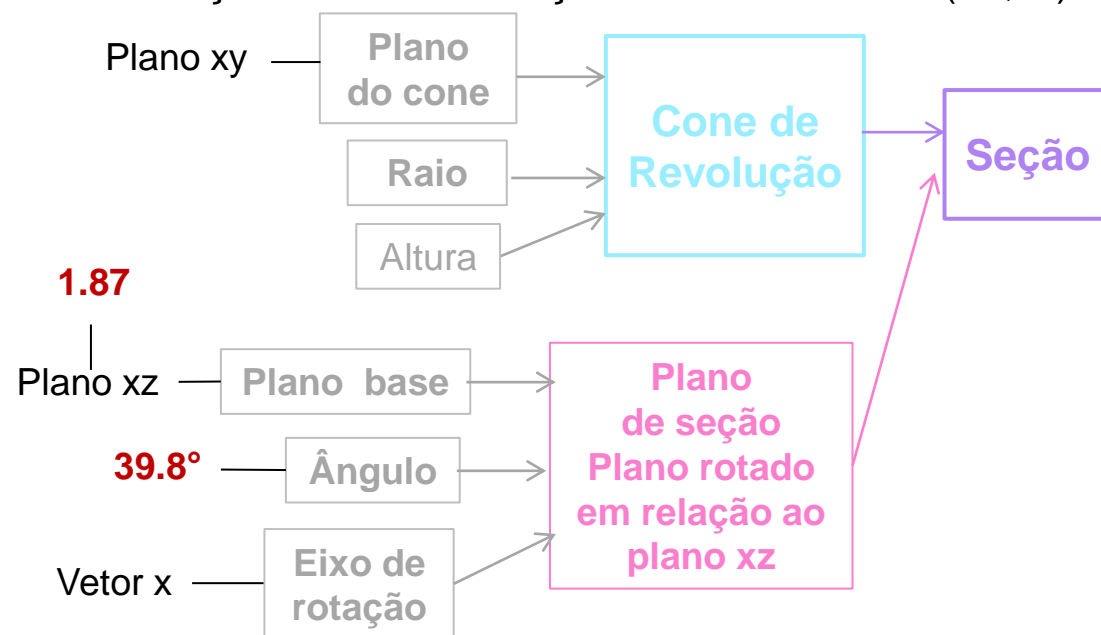 Plano xy
Plano
do cone
Raio
Altura
Cone de
Revolução
Seção
1.87
Plano xz
Plano base
39.8°
Ângulo
Vetor x
Eixo de
rotação
Plano
de seção
Plano rotado
em relação ao
plano xz